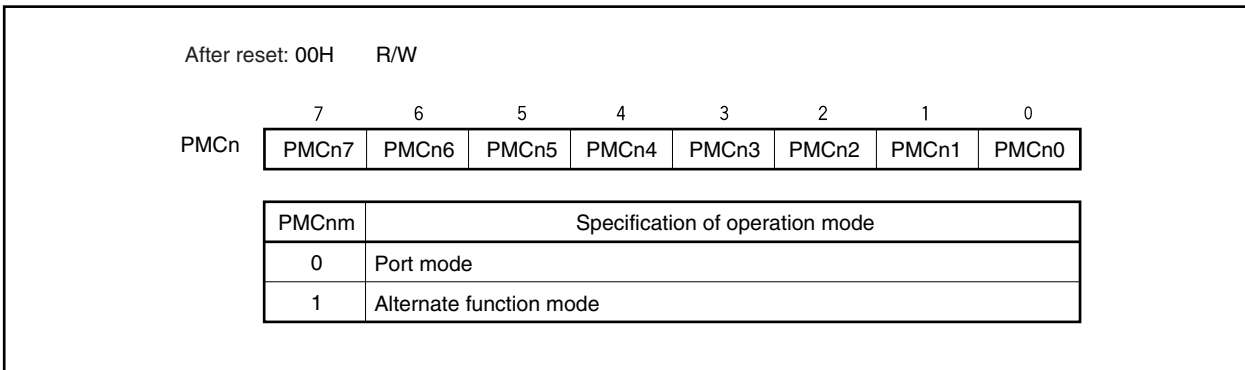 After reset: 00H R/W
7 6 5 4 3 2 1 0
PMCn PMCn7 PMCn6 PMCn5 PMCn4 PMCn3 PMCn2 PMCn1 PMCn0
PMCnm Specification of operation mode
0 Port mode
1 Alternate function mode